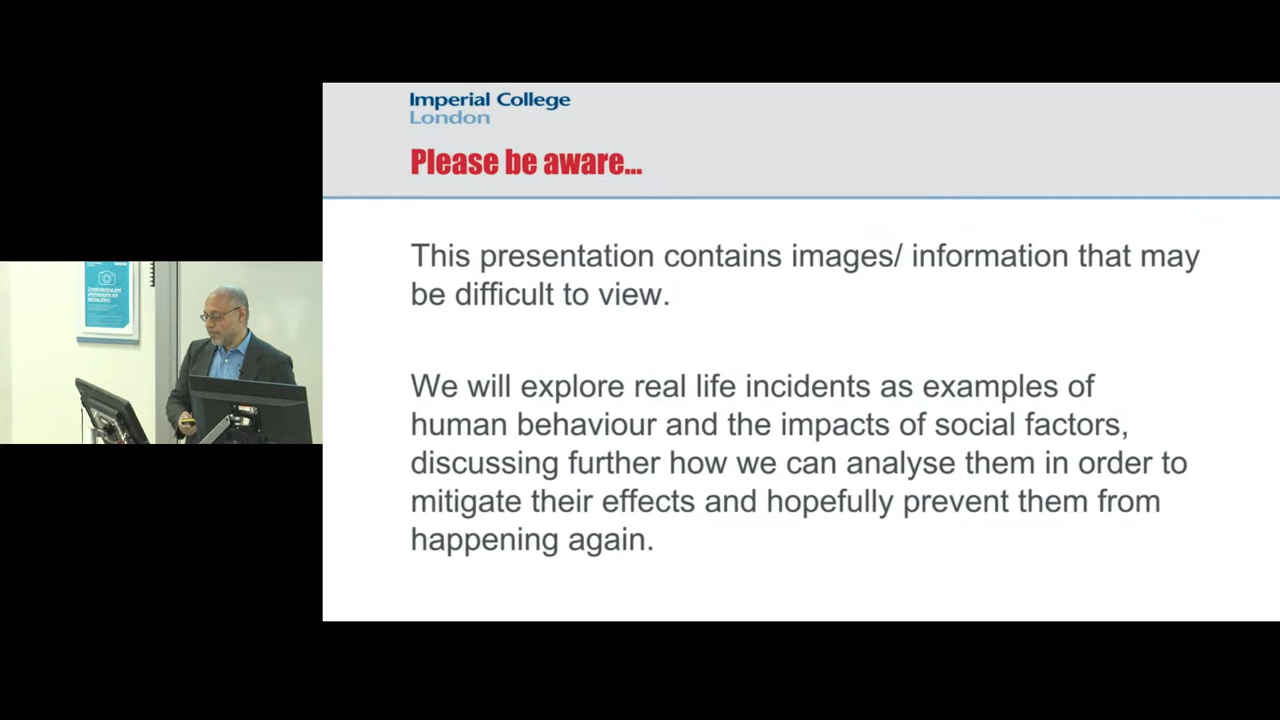 Imperial College
London
Please be aware...
This presentation contains images/ information that may
be difficult to view.
We will explore real life incidents as examples of
human behaviour and the impacts of social factors,
discussing further how we can analyse them in order to
mitigate their effects and hopefully prevent them from
happening again.